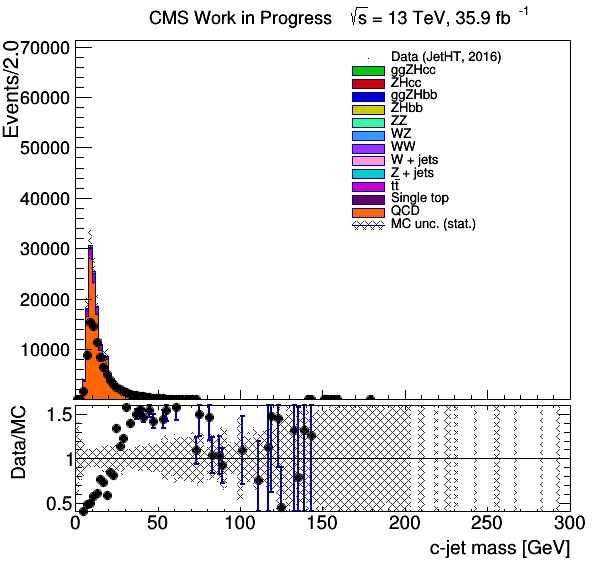 CMS Work in Progress √s = 13 TeV, 35.9 fb -1
Events/2.0
70000
60000
50000
40000
30000
20000
10000
Data (JetHT, 2016)
ggZHcc
ZHcc
ggZHbb
ZHbb
ZZ
WZ
WW
W + jets
Z + jets
tt̄
Single top
QCD
MC unc. (stat.)
Data/MC
1.5
1
0.5
0 50 100 150 200 250 300
c-jet mass [GeV]